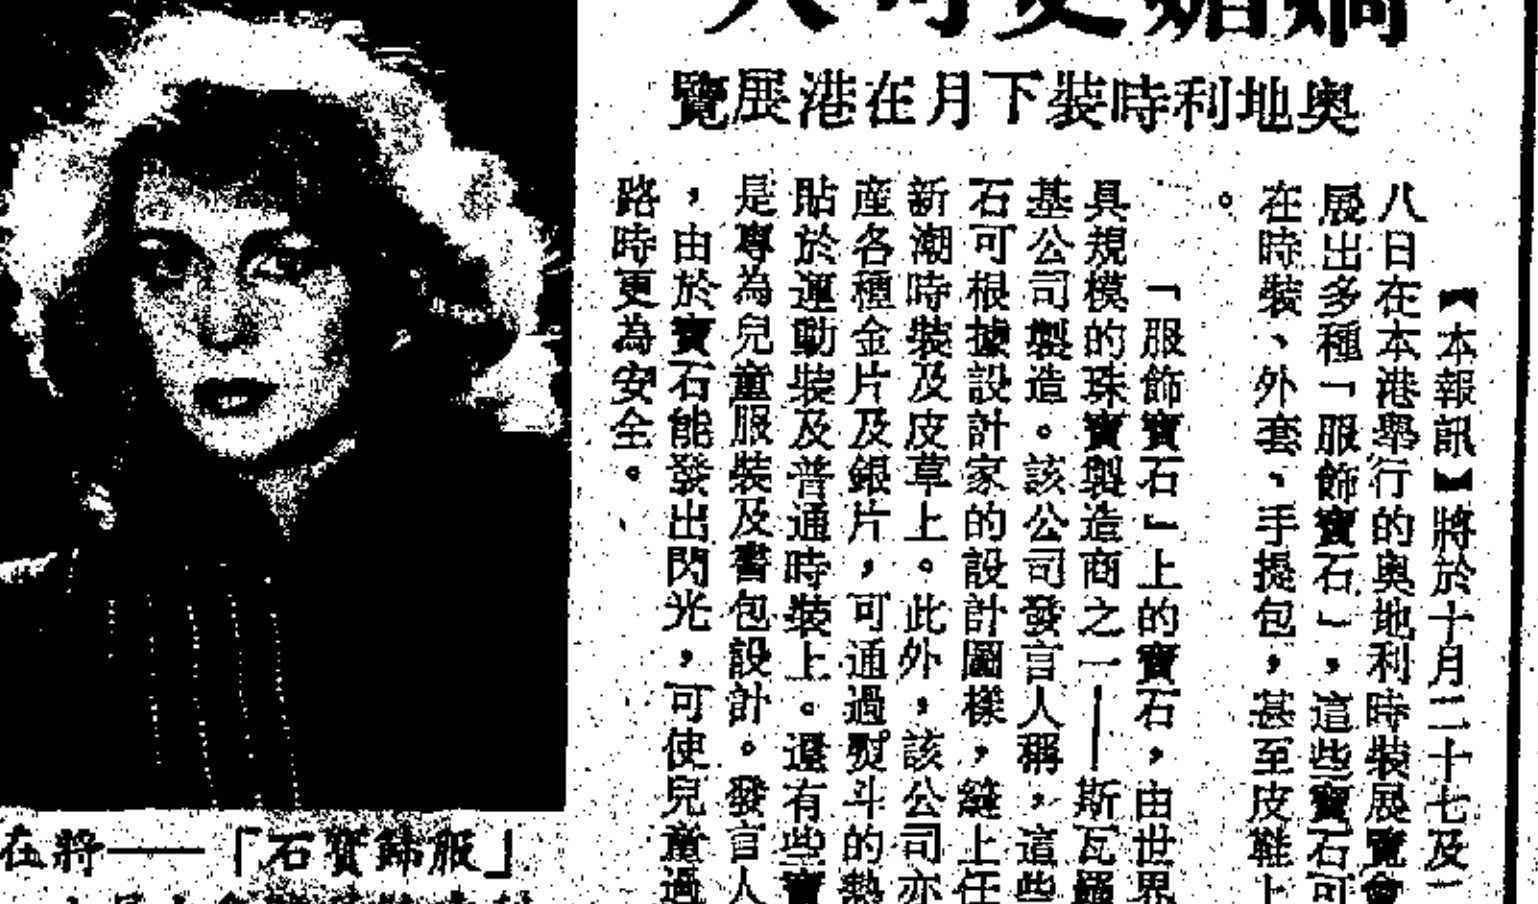 奥地利時裝下月在港展覽
【本報訊】將於十月二十七及二
八日在本港舉行的奥地利時裝展覽會
展出多種「服飾寶石」，這些寶石可
在時裝、外套、手提包，甚至皮鞋上
。
「服飾寶石」上的寶石，由世界
具規模的珠寶製造商之一——斯瓦羅
基公司製造。該公司發言人稱，這些
石可根據設計家的設計圖樣，縫上任
新潮時裝及皮草上。此外，該公司亦
産各種金片及銀片，可通過熨斗的熱
貼於運動裝及普通時裝上。還有些寶
是專為兒童服裝及書包設計。發言人
，由於寶石能發出閃光，可使兒童過
路時更為安全。
「服飾寶石」——將在